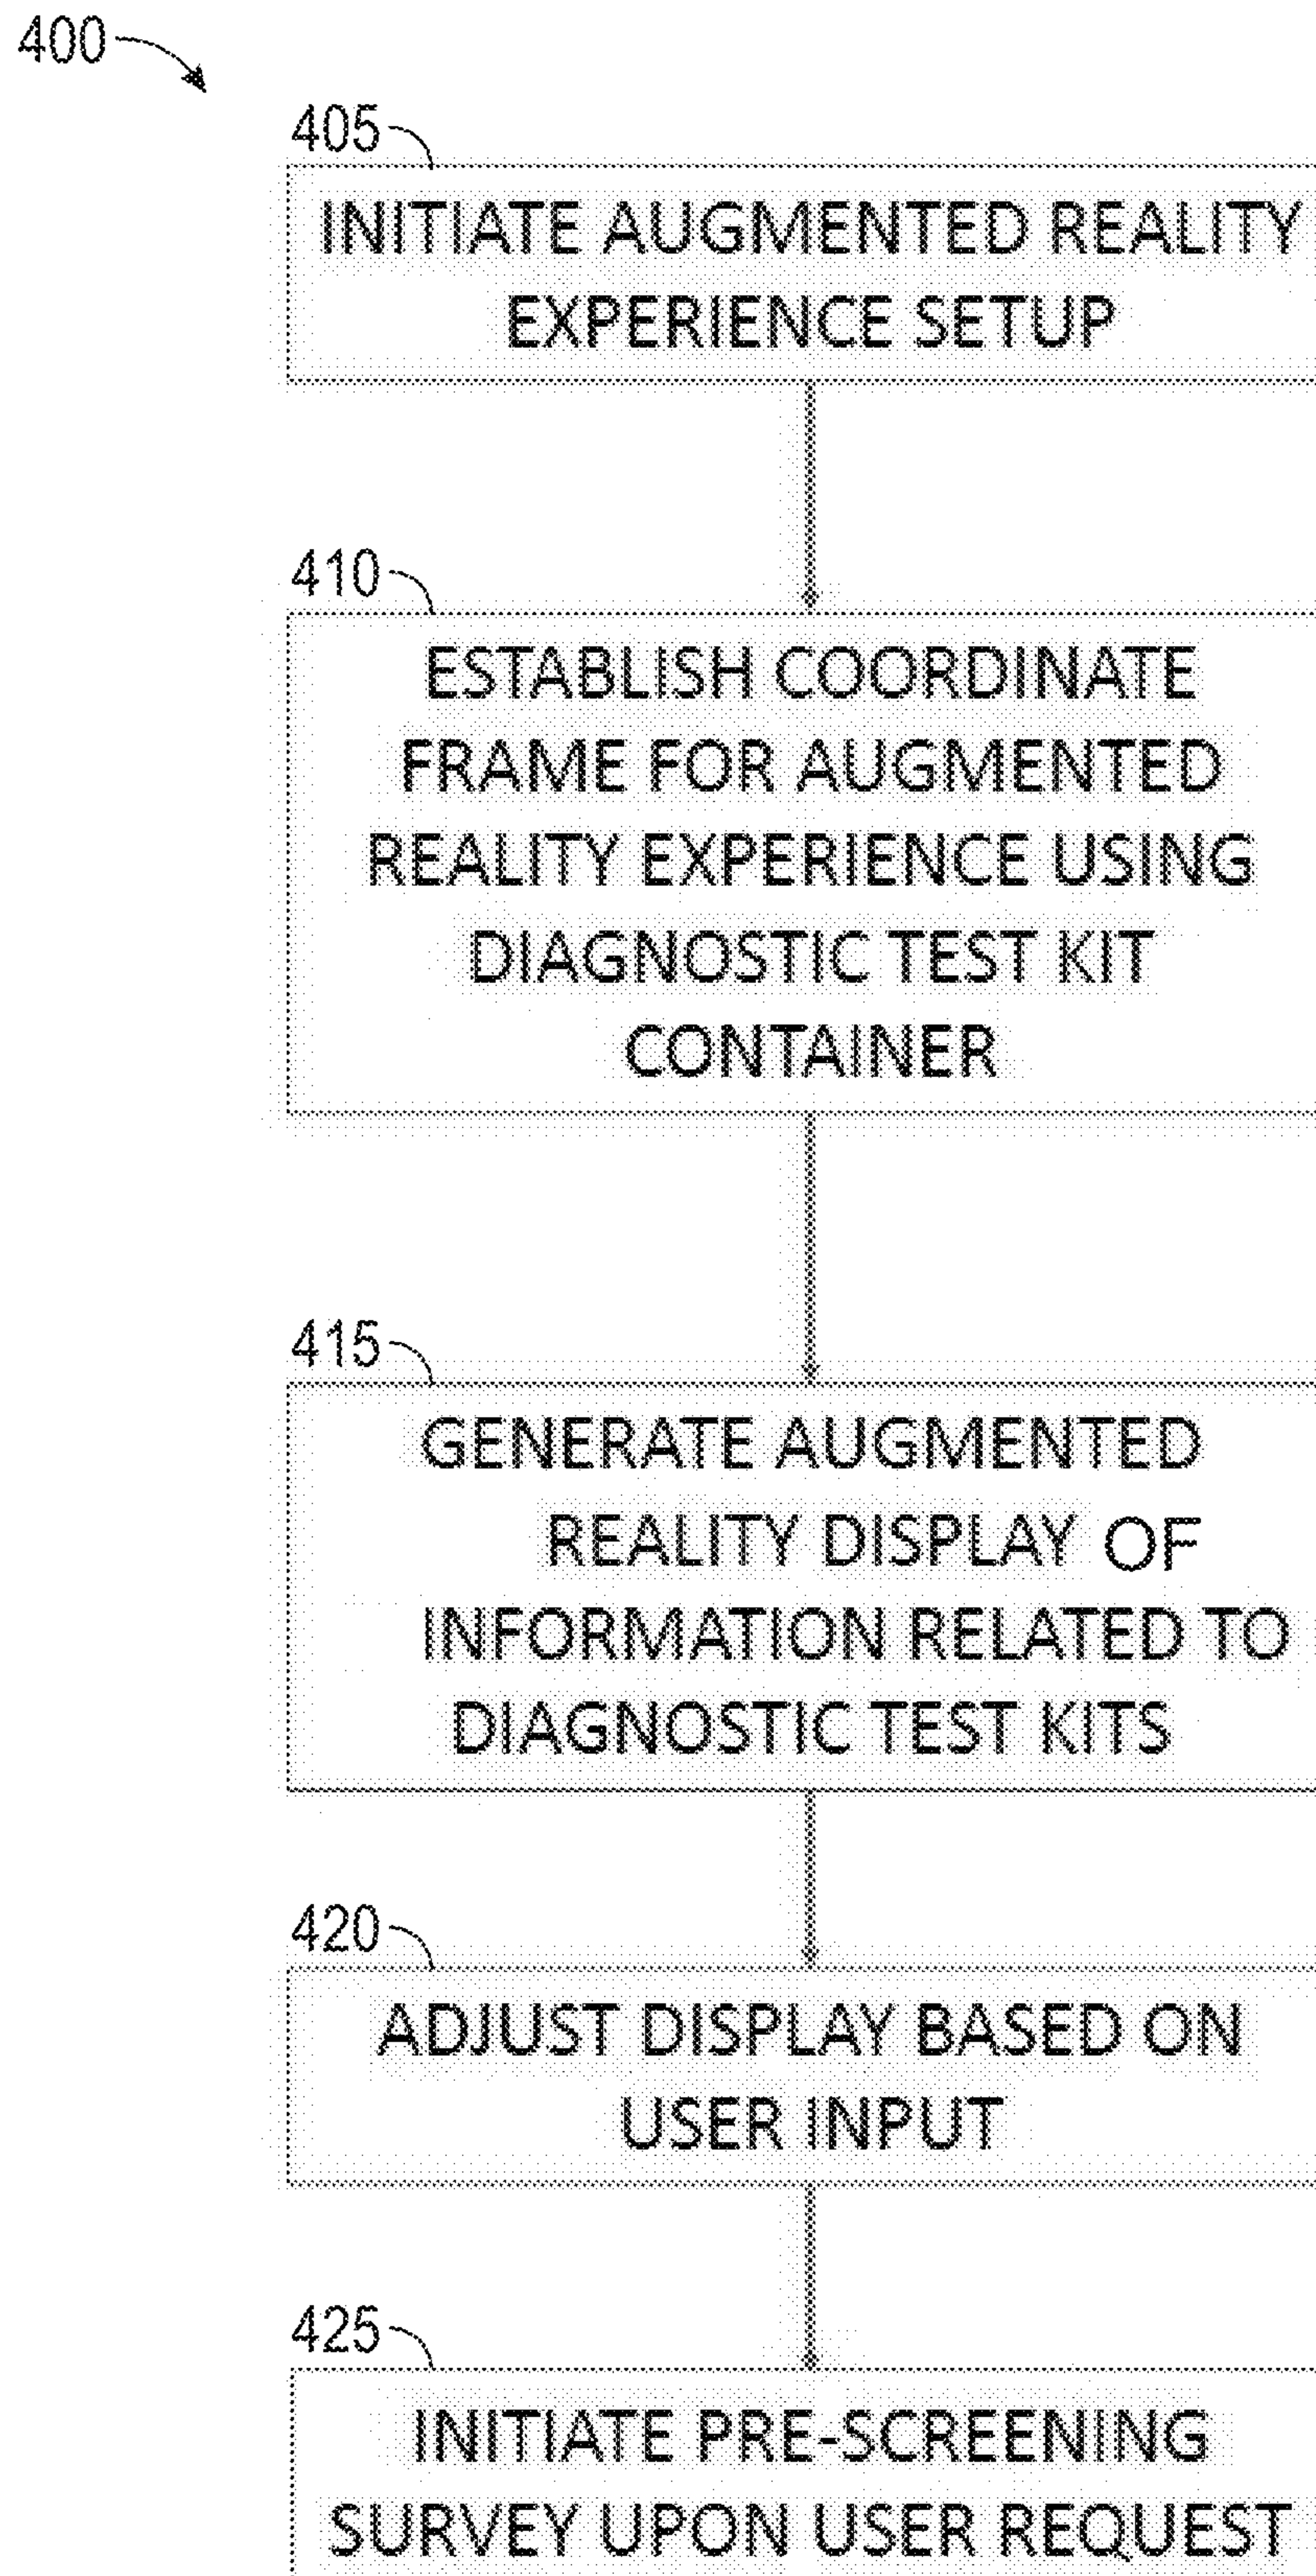 400
405
INITIATE AUGMENTED REALITY
EXPERIENCE SETUP
410
ESTABLISH COORDINATE
FRAME FOR AUGMENTED
REALITY EXPERIENCE USING
DIAGNOSTIC TEST KIT
CONTAINER
415
GENERATE AUGMENTED
REALITY DISPLAY OF
INFORMATION RELATED TO
DIAGNOSTIC TEST KITS
420
ADJUST DISPLAY BASED ON
USER INPUT
425
INITIATE PRE-SCREENING
SURVEY UPON USER REQUEST